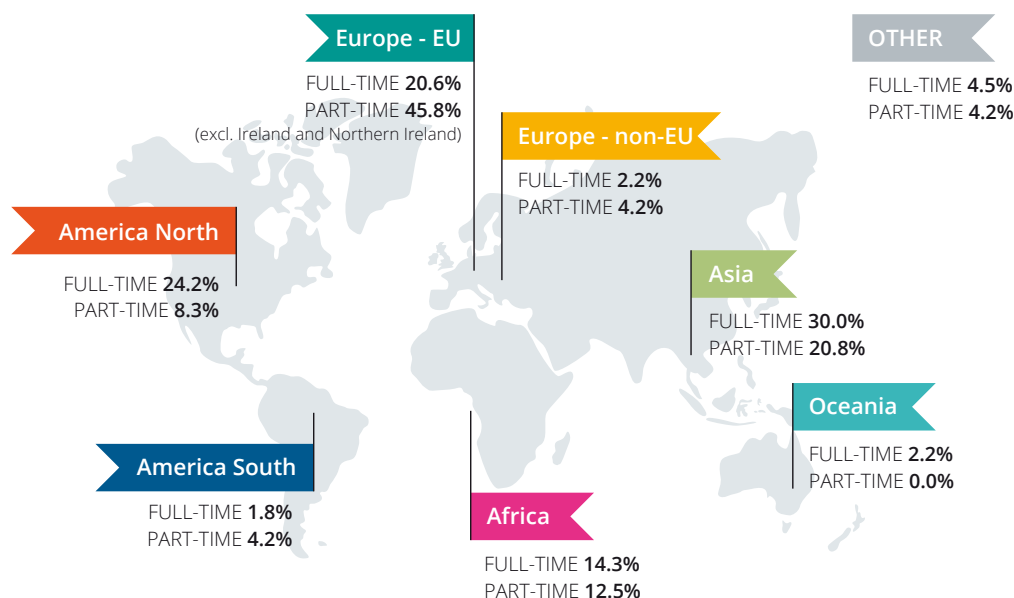 Europe - EU
FULL-TIME 20.6%
PART-TIME 45.8%
(excl. Ireland and Northern Ireland)
OTHER
FULL-TIME 4.5%
PART-TIME 4.2%
Europe - non-EU
FULL-TIME 2.2%
PART-TIME 4.2%
America North
FULL-TIME 24.2%
PART-TIME 8.3%
Asia
FULL-TIME 30.0%
PART-TIME 20.8%
Oceania
FULL-TIME 2.2%
PART-TIME 0.0%
America South
FULL-TIME 1.8%
PART-TIME 4.2%
Africa
FULL-TIME 14.3%
PART-TIME 12.5%